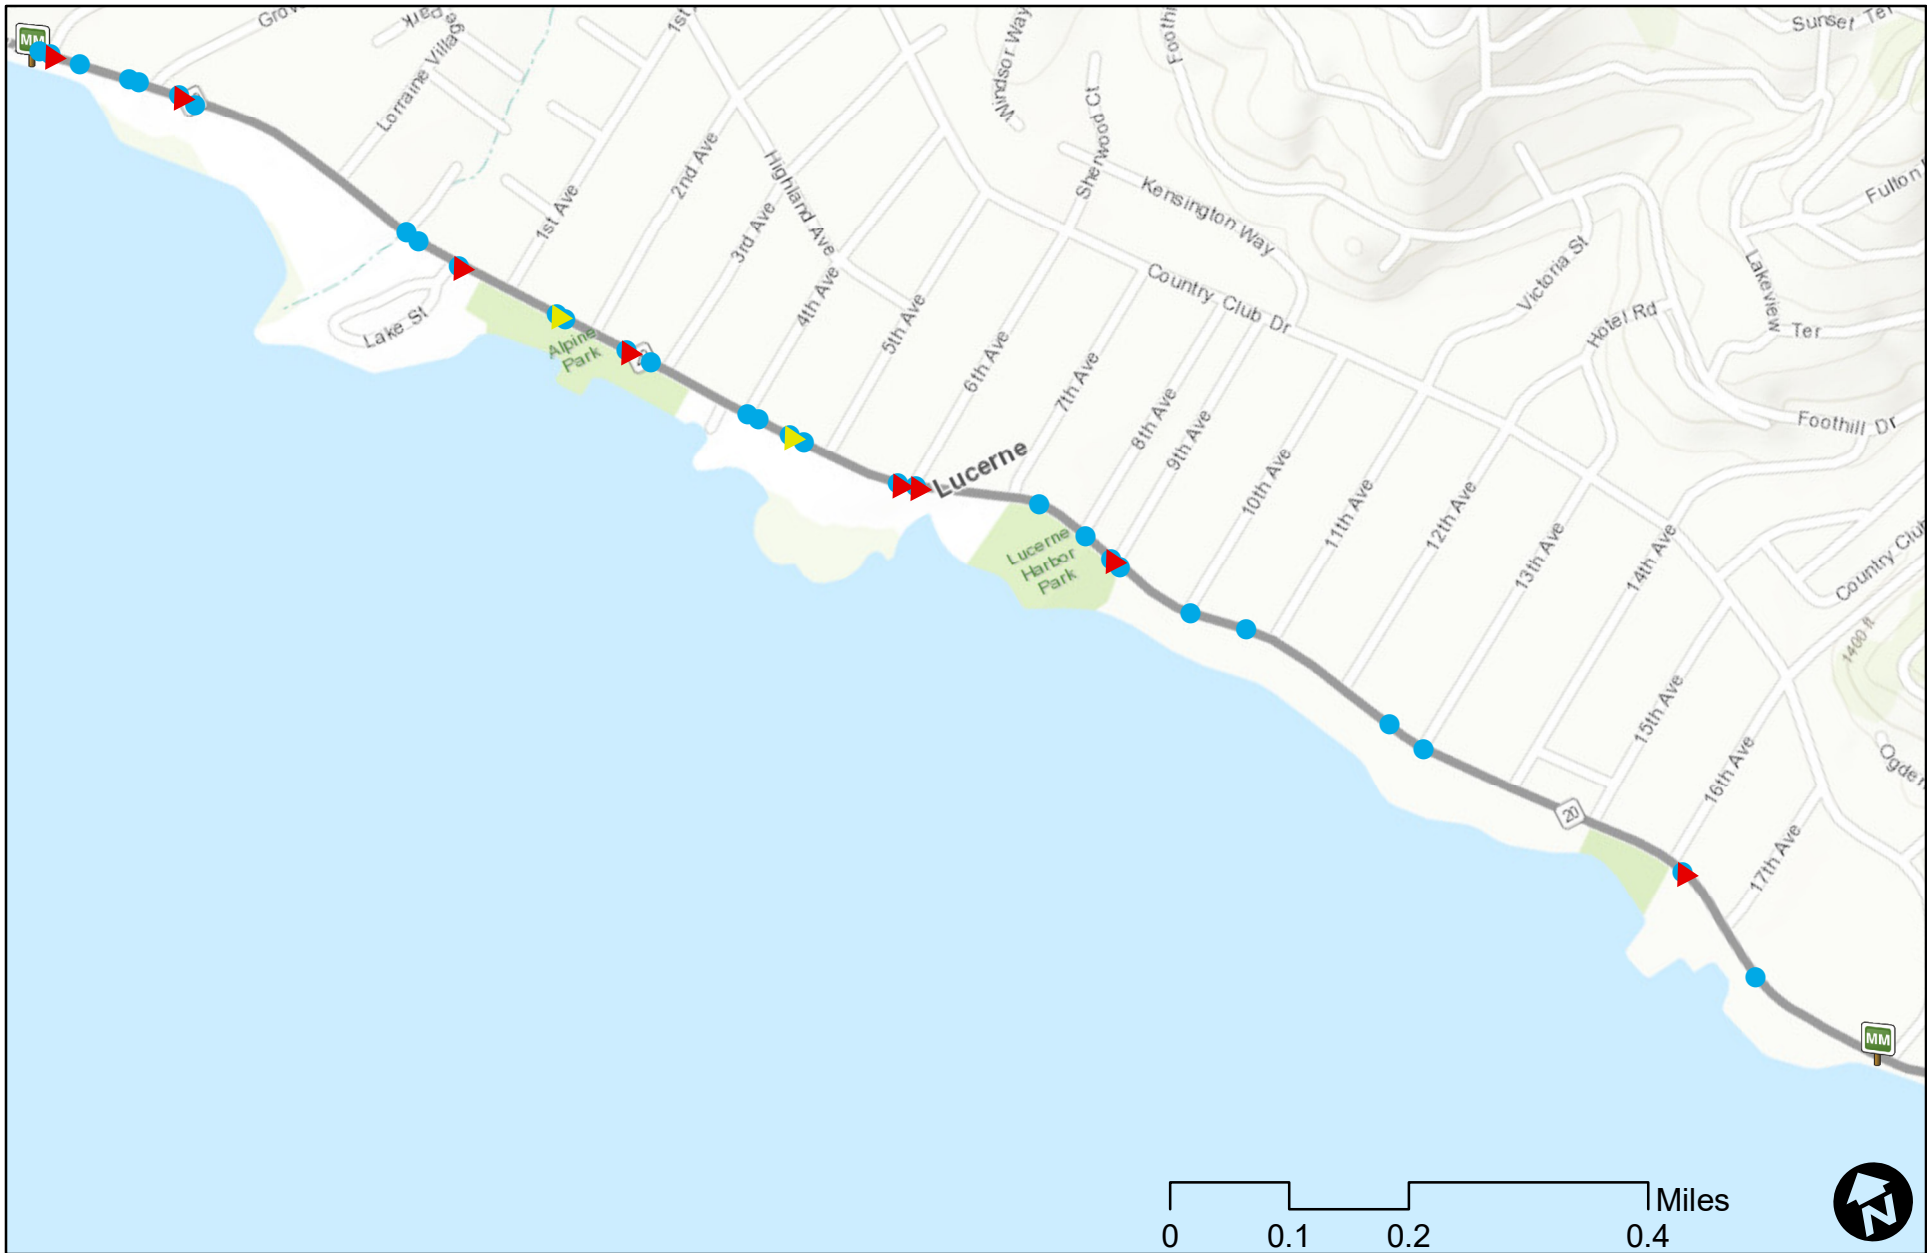 MM
Lorraine Village
Park
1st
Windsor Way
Sherwood Ct
Sunset Ter
2nd Ave
Highland Ave
1st Ave
3rd Ave
Kensington Way
Lakeview
Ter
Victoria St
Country Club Dr
Hotel Rd
Foothill Dr
Lake St
4th Ave
5th Ave
6th Ave
7th Ave
8th Ave
9th Ave
10th Ave
11th Ave
12th Ave
13th Ave
14th Ave
15th Ave
16th Ave
17th Ave
Alpine
Park
Lucerne
Lucerne
Harbor
Park
Country Club
1400 ft
20
MM
Miles
0
0.1
0.2
0.4
N